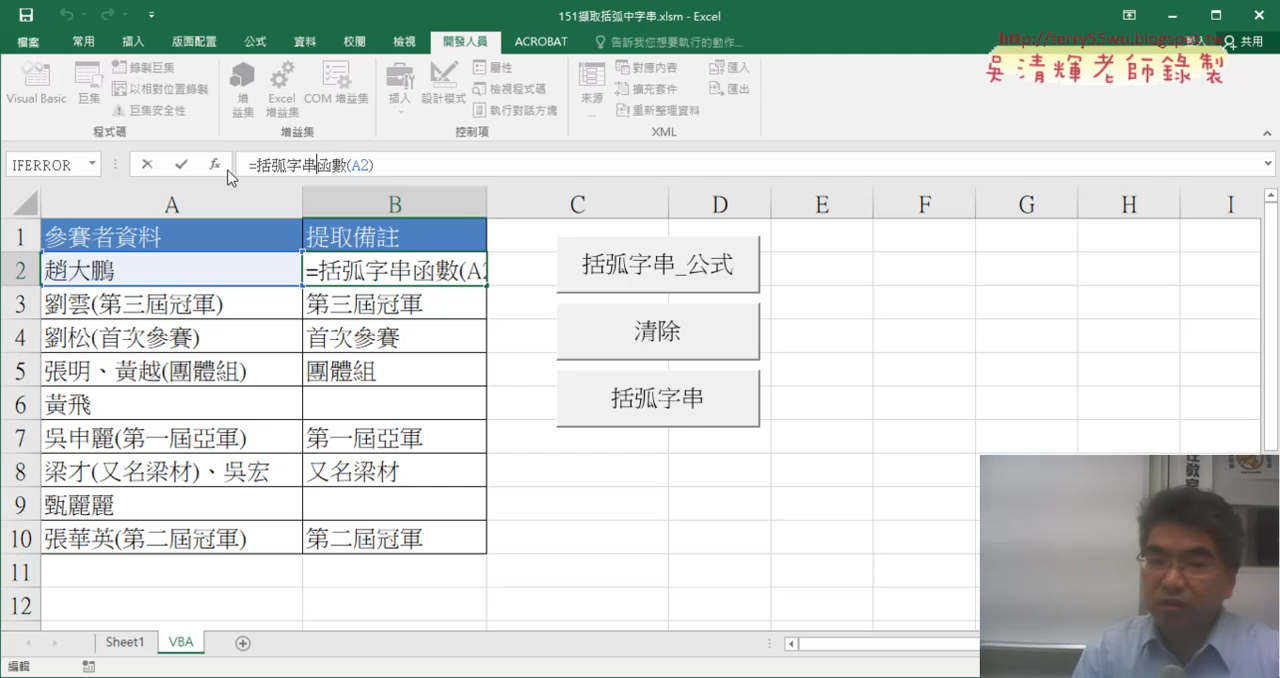 151擷取括弧中字串.xlsm - Excel
檔案 常用 插入 版面配置 公式 資料 校閱 檢視 開發人員 ACROBAT 告訴我您想要執行的動作... 共用
http://terry55wu.blogspot.tw
吳清輝老師錄製
Visual Basic 巨集 錄製巨集 以相對位置錄製 巨集安全性 程式碼
增益集 Excel 增益集 COM 增益集 增益集
插入 設計模式 屬性 檢視程式碼 執行對話方塊 控制項
來源... 對應內容 擴充套件 重新整理資料 匯入 匯出 XML
IFERROR fx =括弧字串函數(A2)
A B C D E F G H I
1 參賽者資料 提取備註
2 趙大鵬 =括弧字串函數(A2
3 劉雲(第三屆冠軍) 第三屆冠軍
4 劉松(首次參賽) 首次參賽
5 張明、黃越(團體組) 團體組
6 黃飛
7 吳申麗(第一屆亞軍) 第一屆亞軍
8 梁才(又名梁材)、吳宏 又名梁材
9 甄麗麗
10 張華英(第二屆冠軍) 第二屆冠軍
11
12
括弧字串_公式
清除
括弧字串
Sheet1 VBA
編輯